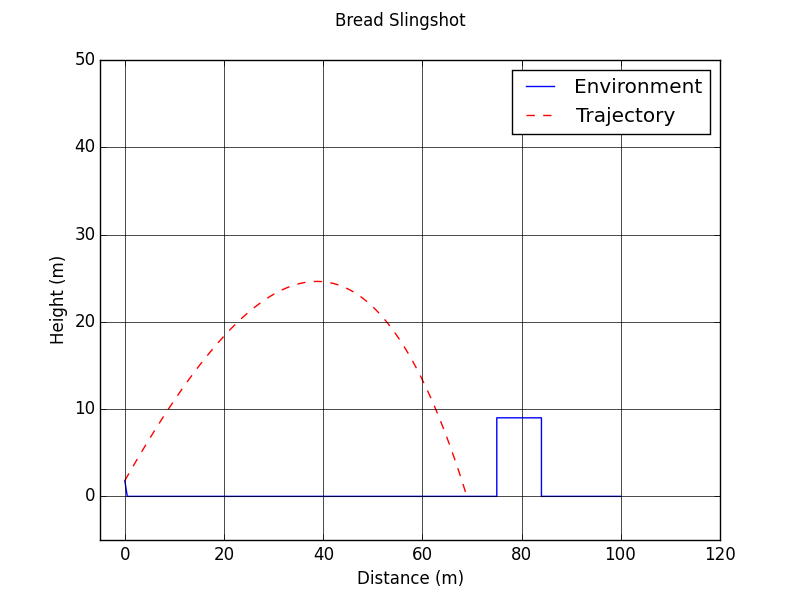 Bread Slingshot
Environment
Trajectory
50
40
30
20
10
0
Height (m)
0 20 40 60 80 100 120
Distance (m)